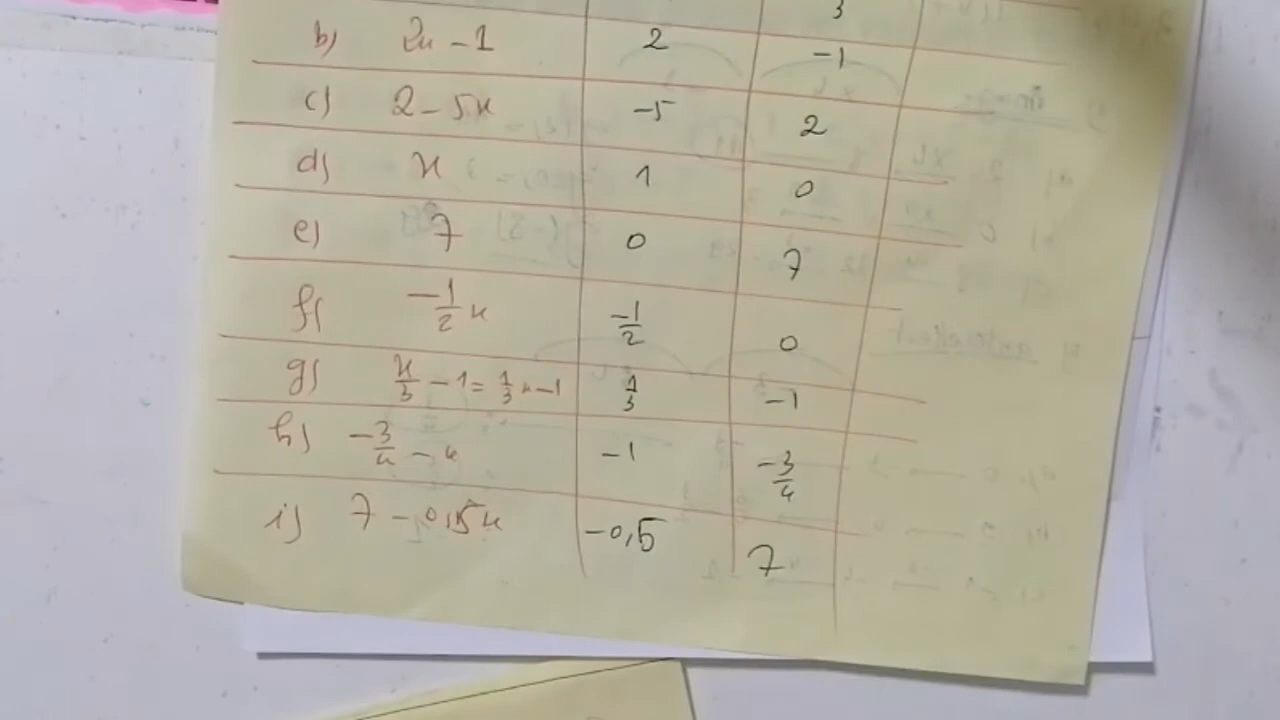 3
b) 2x - 1 2 -1
c) 2 - 5x -5 2
d) x 1 0
e) 7 0 7
f) -1/2 x -1/2 0
g) x/3 - 1 = 1/3 x - 1 1/3 -1
h) -3/4 - x -1 -3/4
i) 7 - 0,5x -0,5 7